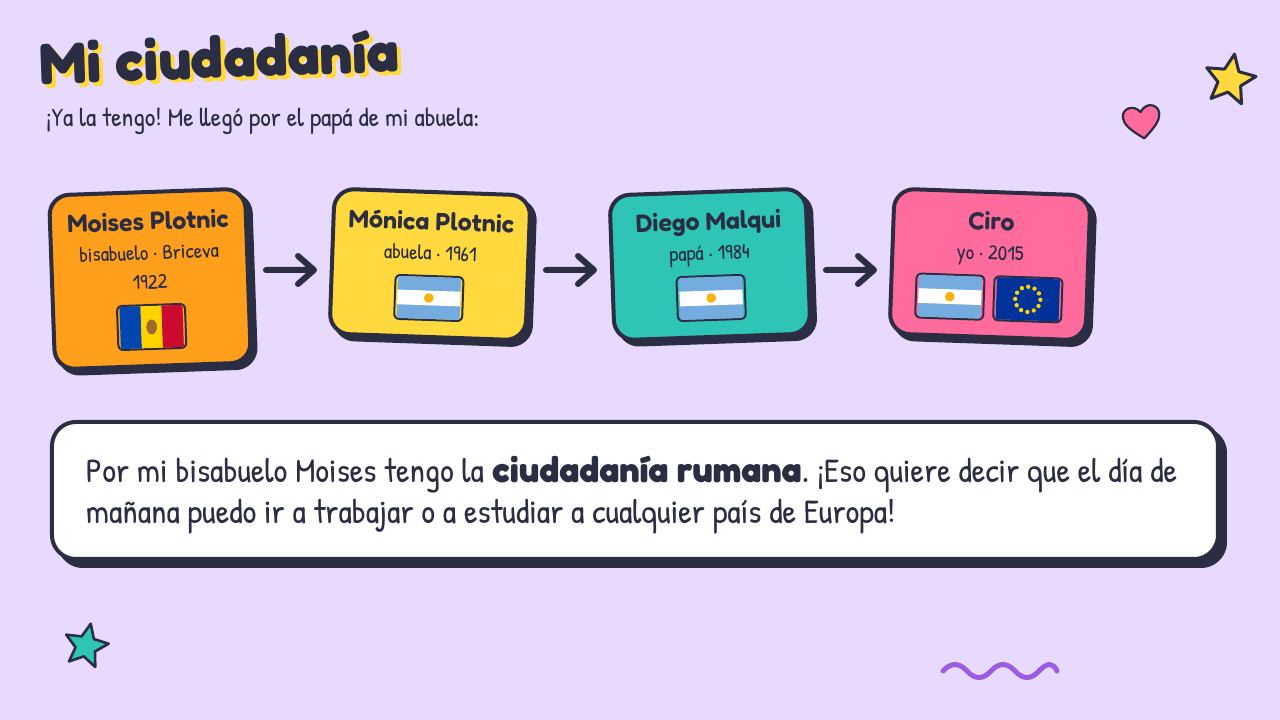 Mi ciudadanía
¡Ya la tengo! Me llegó por el papá de mi abuela:
Moises Plotnic
bisabuelo · Briceva
1922
Mónica Plotnic
abuela · 1961
Diego Malqui
papá · 1984
Ciro
yo · 2015
Por mi bisabuelo Moises tengo la ciudadanía rumana. ¡Eso quiere decir que el día de
mañana puedo ir a trabajar o a estudiar a cualquier país de Europa!